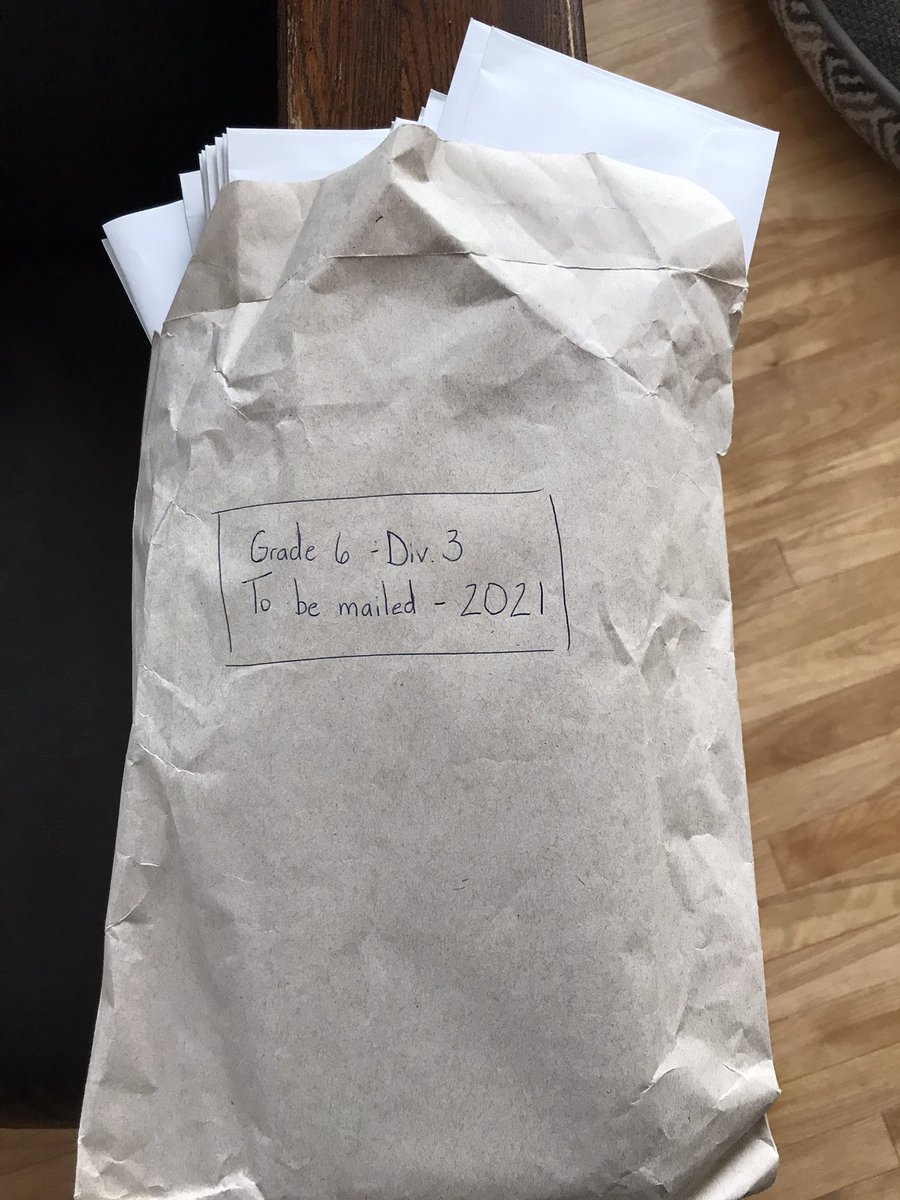 Grade 6 - Div. 3
To be mailed - 2021